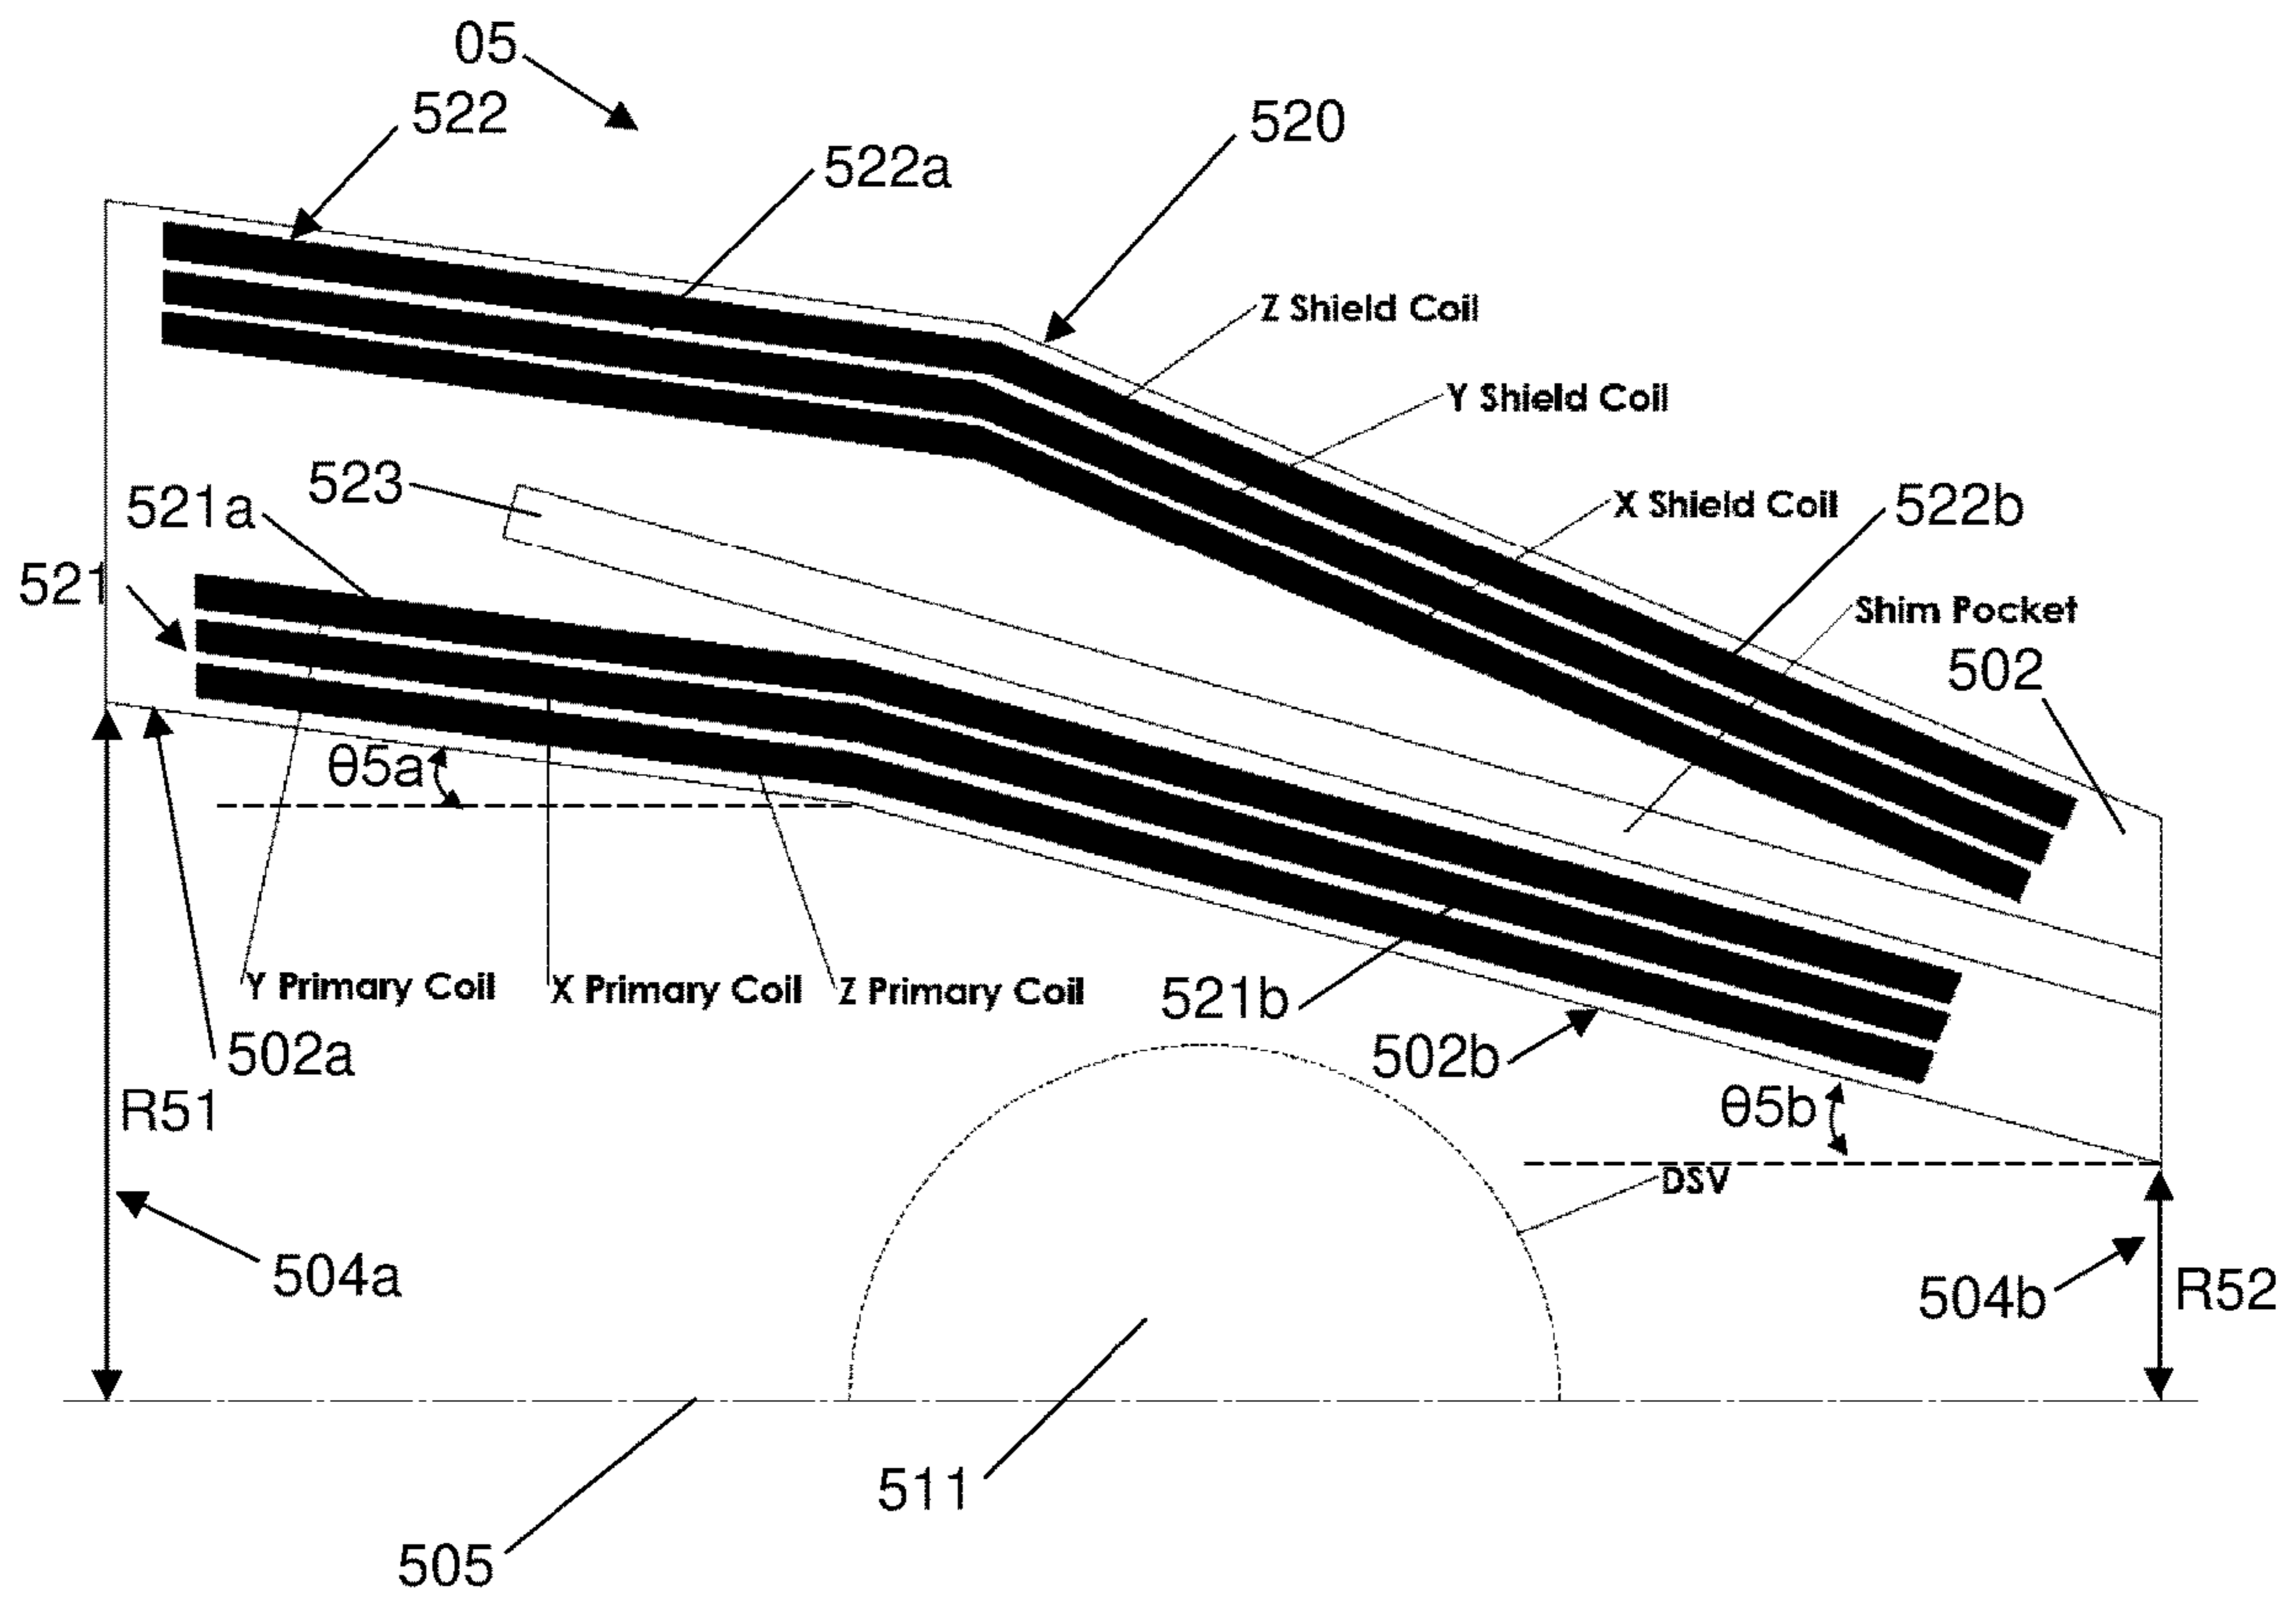 05
522
520
522a
Z Shield Coil
Y Shield Coil
523
X Shield Coil
522b
521a
521
Shim Pocket
502
θ5a
Y Primary Coil
X Primary Coil
Z Primary Coil
521b
502a
502b
R51
θ5b
DSV
504a
504b
R52
511
505